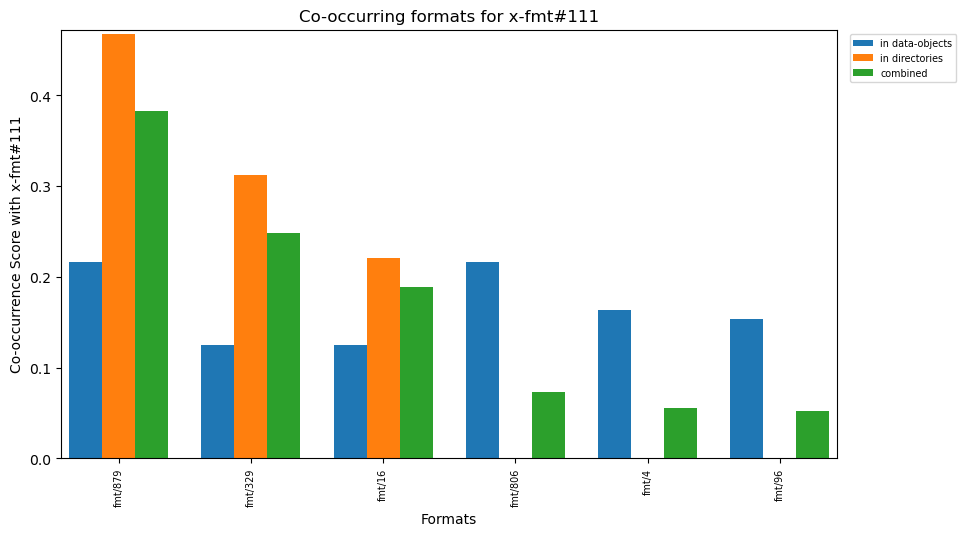 Co-occurring formats for x-fmt#111
in data-objects
in directories
combined
Co-occurrence Score with x-fmt#111
0.4
0.3
0.2
0.1
0.0
fmt/879
fmt/329
fmt/16
fmt/806
fmt/4
fmt/96
Formats